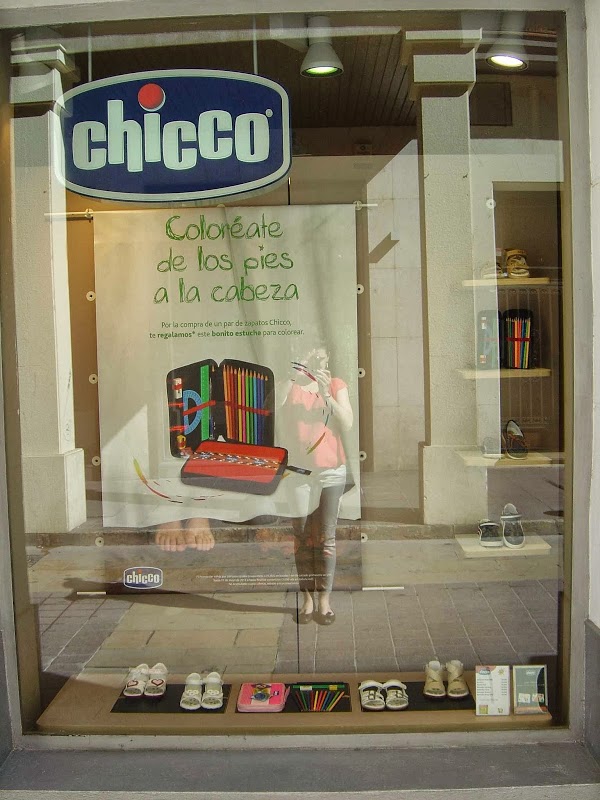 chicco
Coloréate
de los pies
a la cabeza
Por la compra de un par de zapatos Chicco,
te regalamos* este bonito estuche para colorear.
chicco